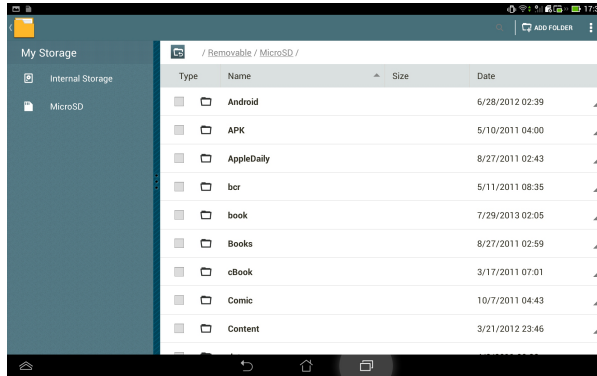 17:3
ADD FOLDER
My Storage
/ Removable / MicroSD /
Internal Storage
MicroSD
Type Name Size Date
Android 6/28/2012 02:39
APK 5/10/2011 04:00
AppleDaily 8/27/2011 02:43
bcr 5/11/2011 08:35
book 7/29/2013 02:05
Books 8/27/2011 02:59
cBook 3/17/2011 07:01
Comic 10/7/2011 04:43
Content 3/21/2012 23:46